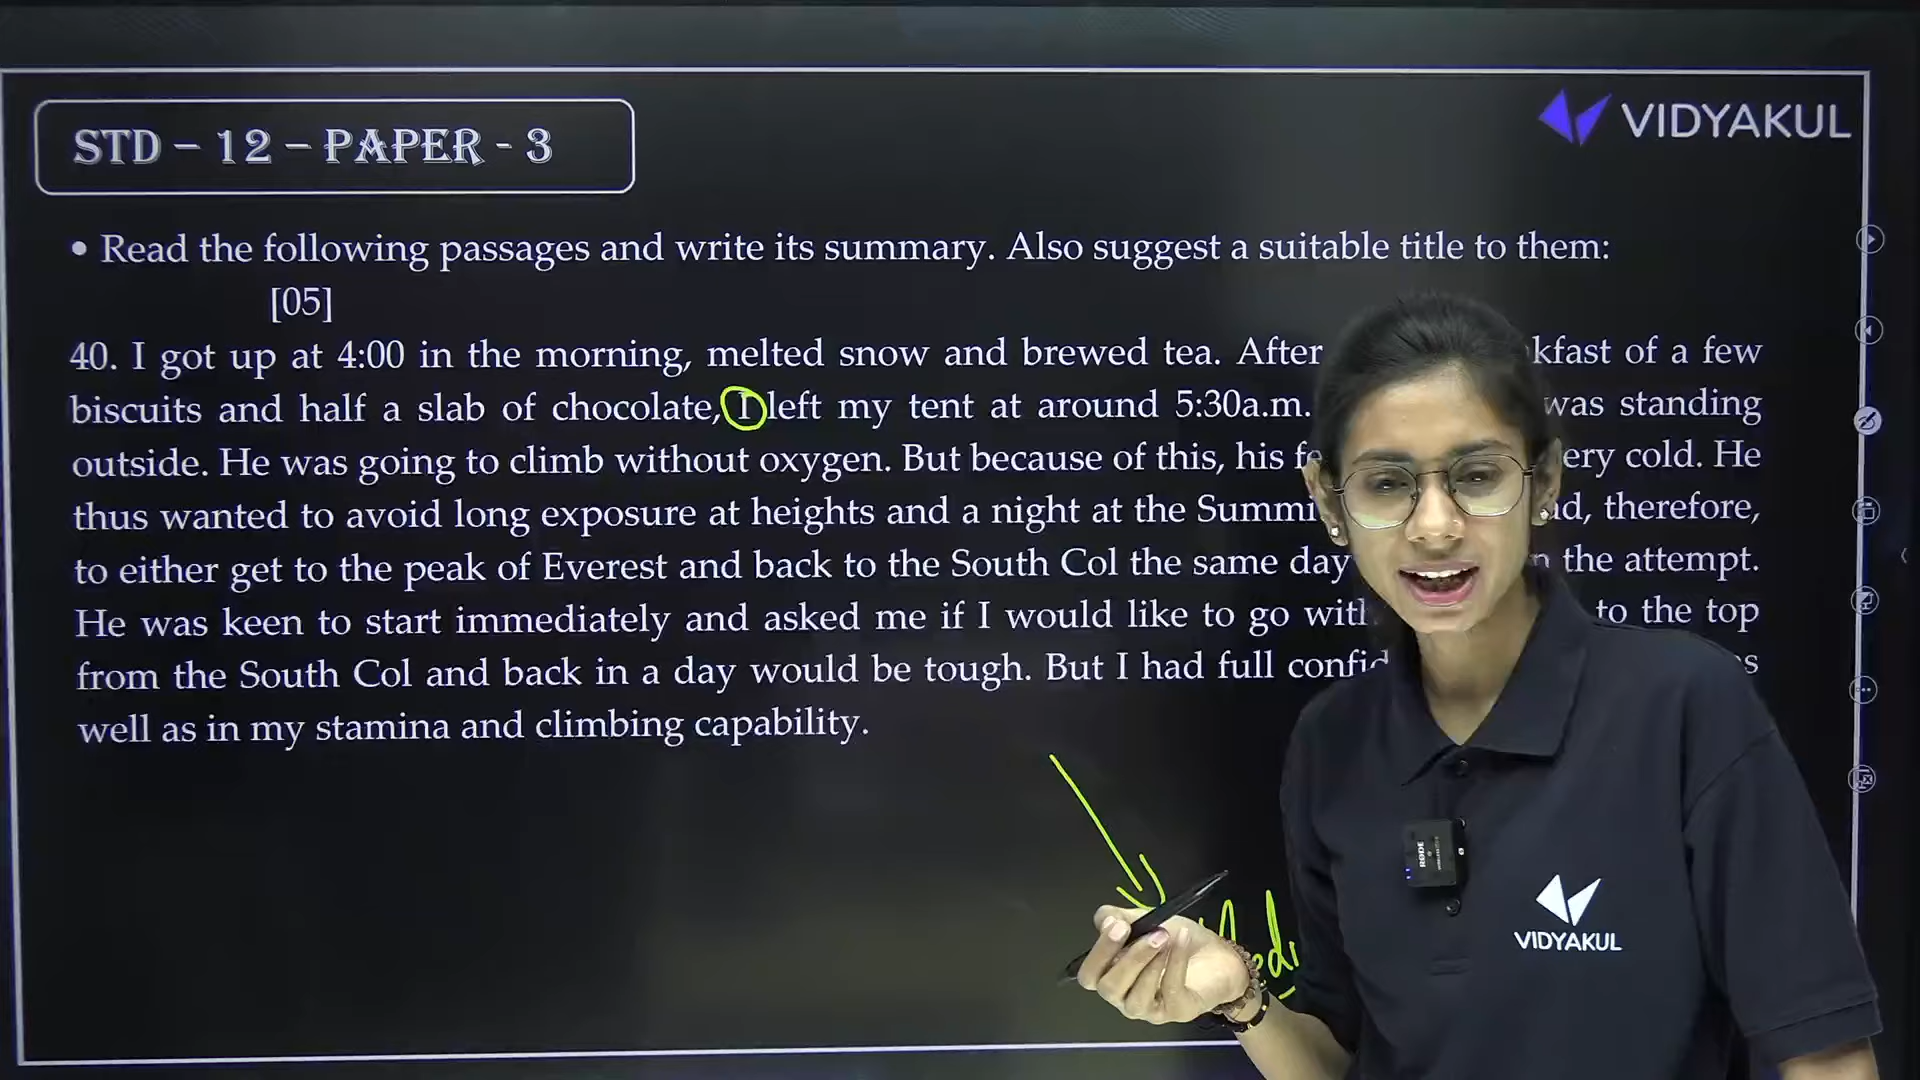 STD – 12 – PAPER - 3
VIDYAKUL
• Read the following passages and write its summary. Also suggest a suitable title to them:
[05]
40. I got up at 4:00 in the morning, melted snow and brewed tea. After kfast of a few
biscuits and half a slab of chocolate, I left my tent at around 5:30a.m. was standing
outside. He was going to climb without oxygen. But because of this, his ery cold. He
thus wanted to avoid long exposure at heights and a night at the Summi ad, therefore,
to either get to the peak of Everest and back to the South Col the same day n the attempt.
He was keen to start immediately and asked me if I would like to go with to the top
from the South Col and back in a day would be tough. But I had full confid s
well as in my stamina and climbing capability.
RØDE
VIDYAKUL